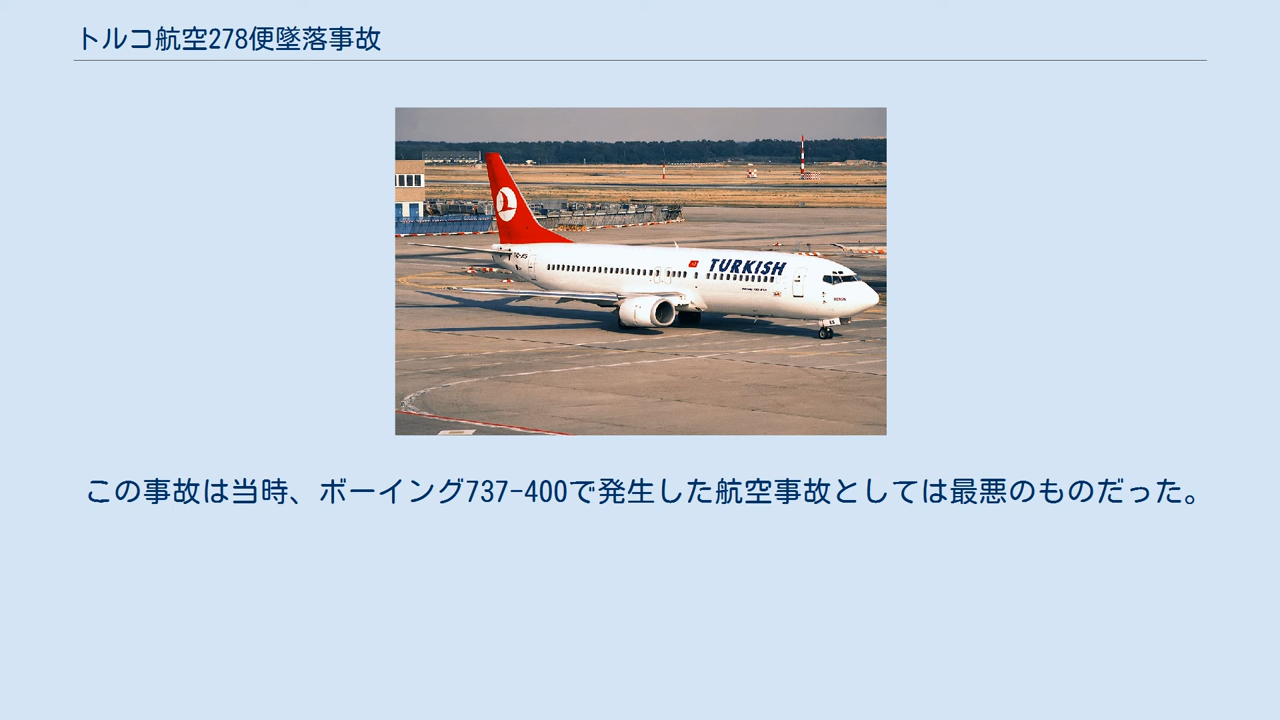 トルコ航空278便墜落事故
TURKISH
この事故は当時、ボーイング737-400で発生した航空事故としては最悪のものだった。